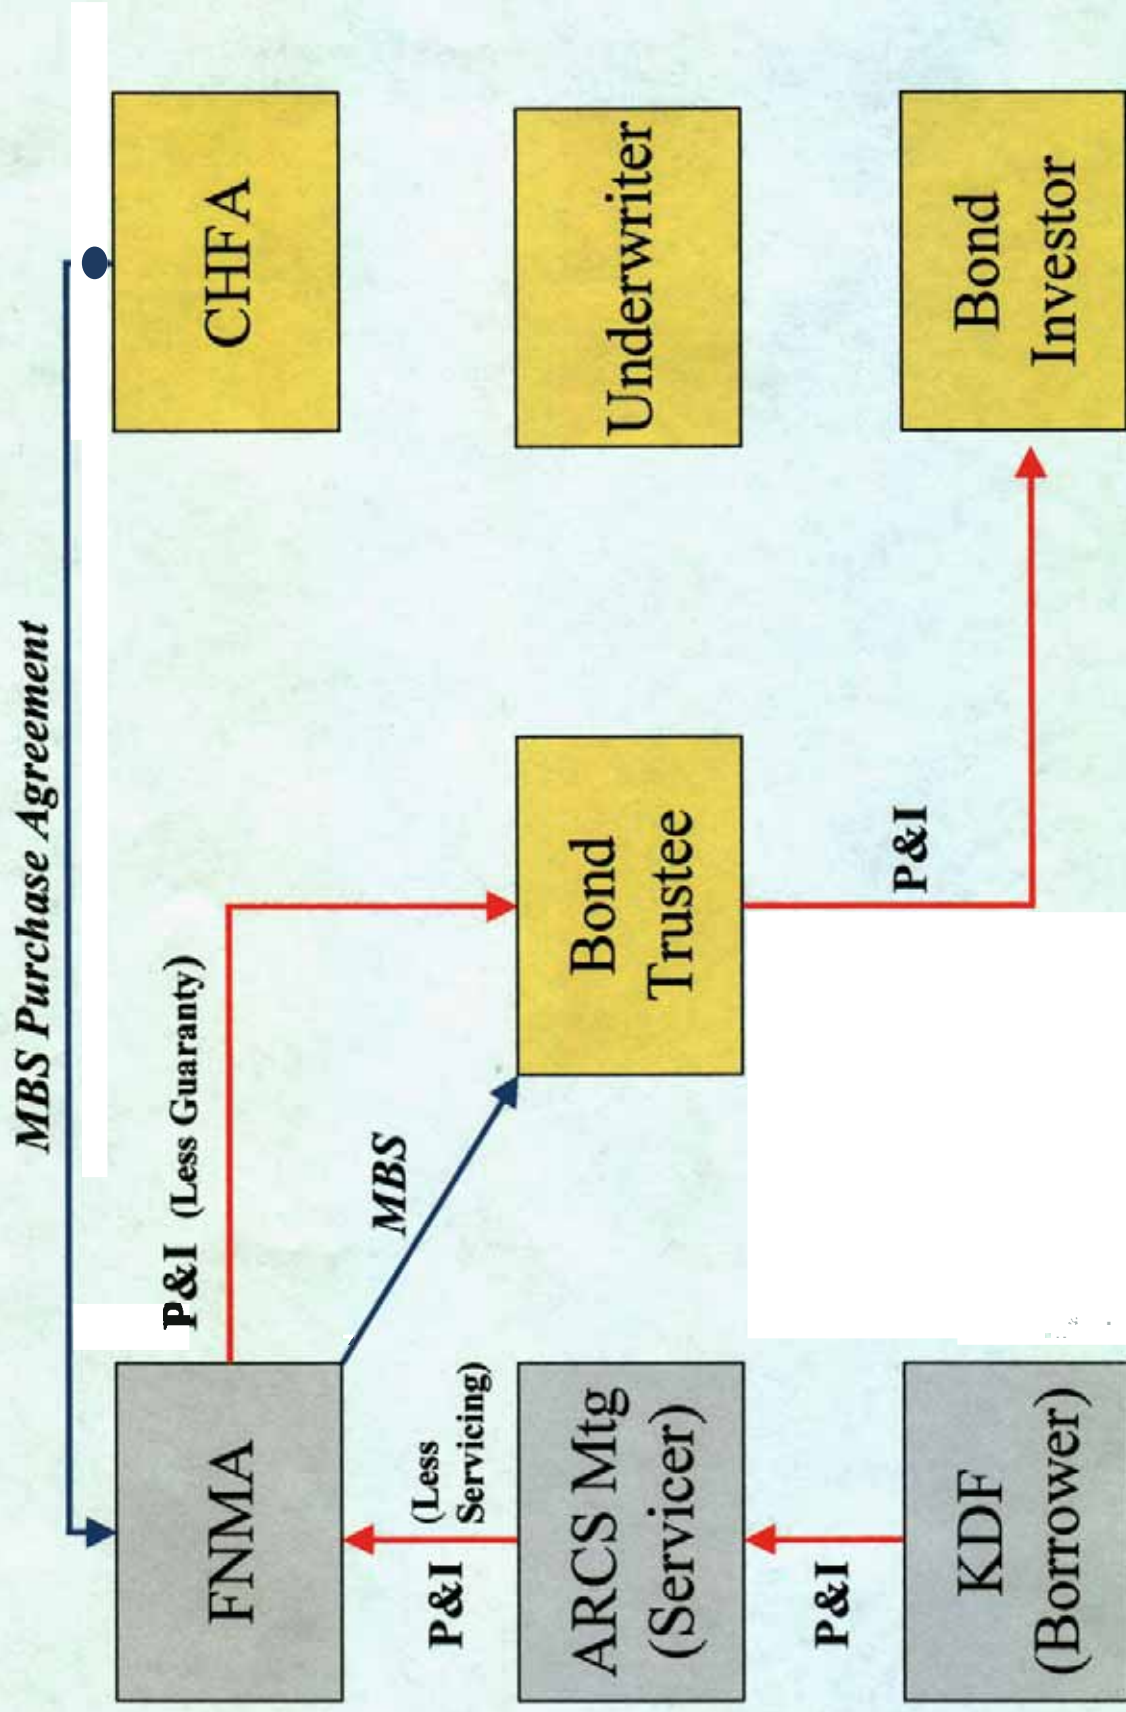 MBS Purchase Agreement
FNMA
CHFA
P&I (Less Guaranty)
MBS
P&I
(Less
Servicing)
ARCS Mtg
(Servicer)
Bond
Trustee
Underwriter
P&I
P&I
KDF
(Borrower)
Bond
Investor